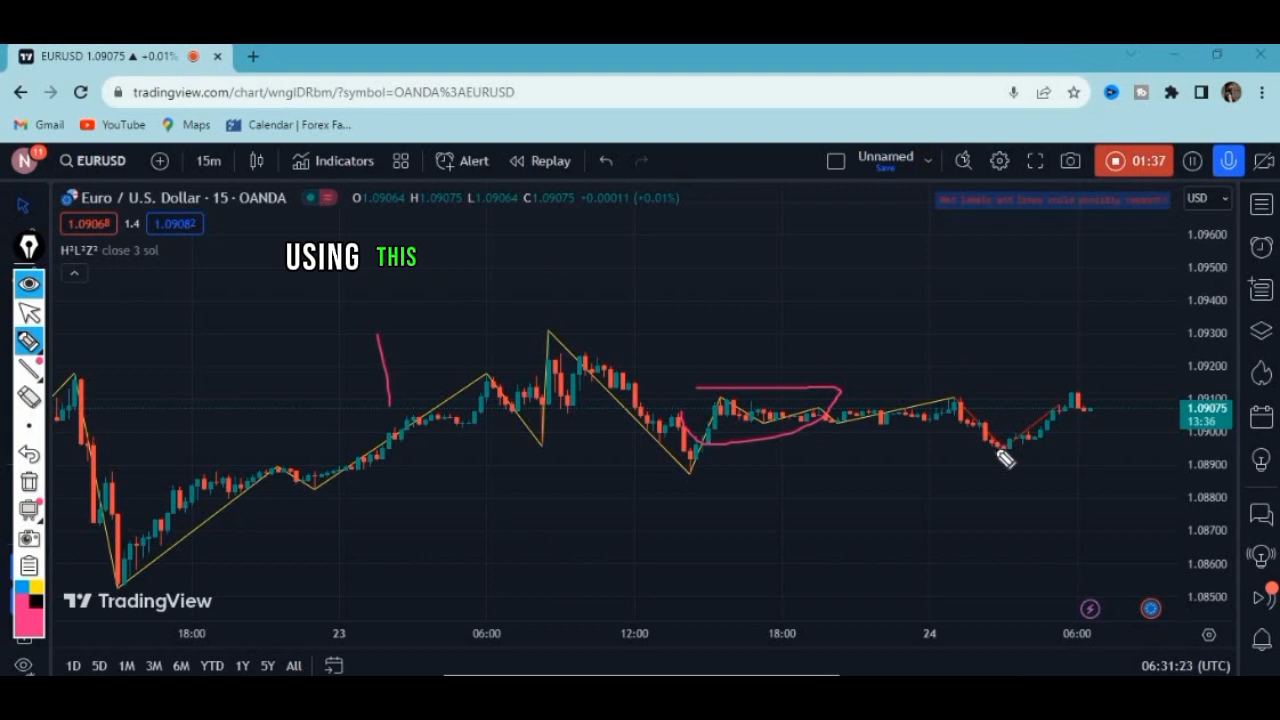 EURUSD 1.09075 ▲ +0.01%
tradingview.com/chart/wngIDRbm/?symbol=OANDA%3AEURUSD
Gmail YouTube Maps Calendar | Forex Fa...
N 11 EURUSD 15m Indicators Alert Replay Unnamed Save 01:37
Euro / U.S. Dollar · 15 · OANDA O1.09064 H1.09075 L1.09064 C1.09075 +0.00011 (+0.01%) USD
1.09068 1.4 1.09082
H³L³Z³ close 3 sol
USING THIS
1.09600
1.09500
1.09400
1.09300
1.09200
1.09100
1.09075
13:36
1.09000
1.08900
1.08800
1.08700
1.08600
1.08500
TradingView
18:00 23 06:00 12:00 18:00 24 06:00
1D 5D 1M 3M 6M YTD 1Y 5Y All 06:31:23 (UTC)